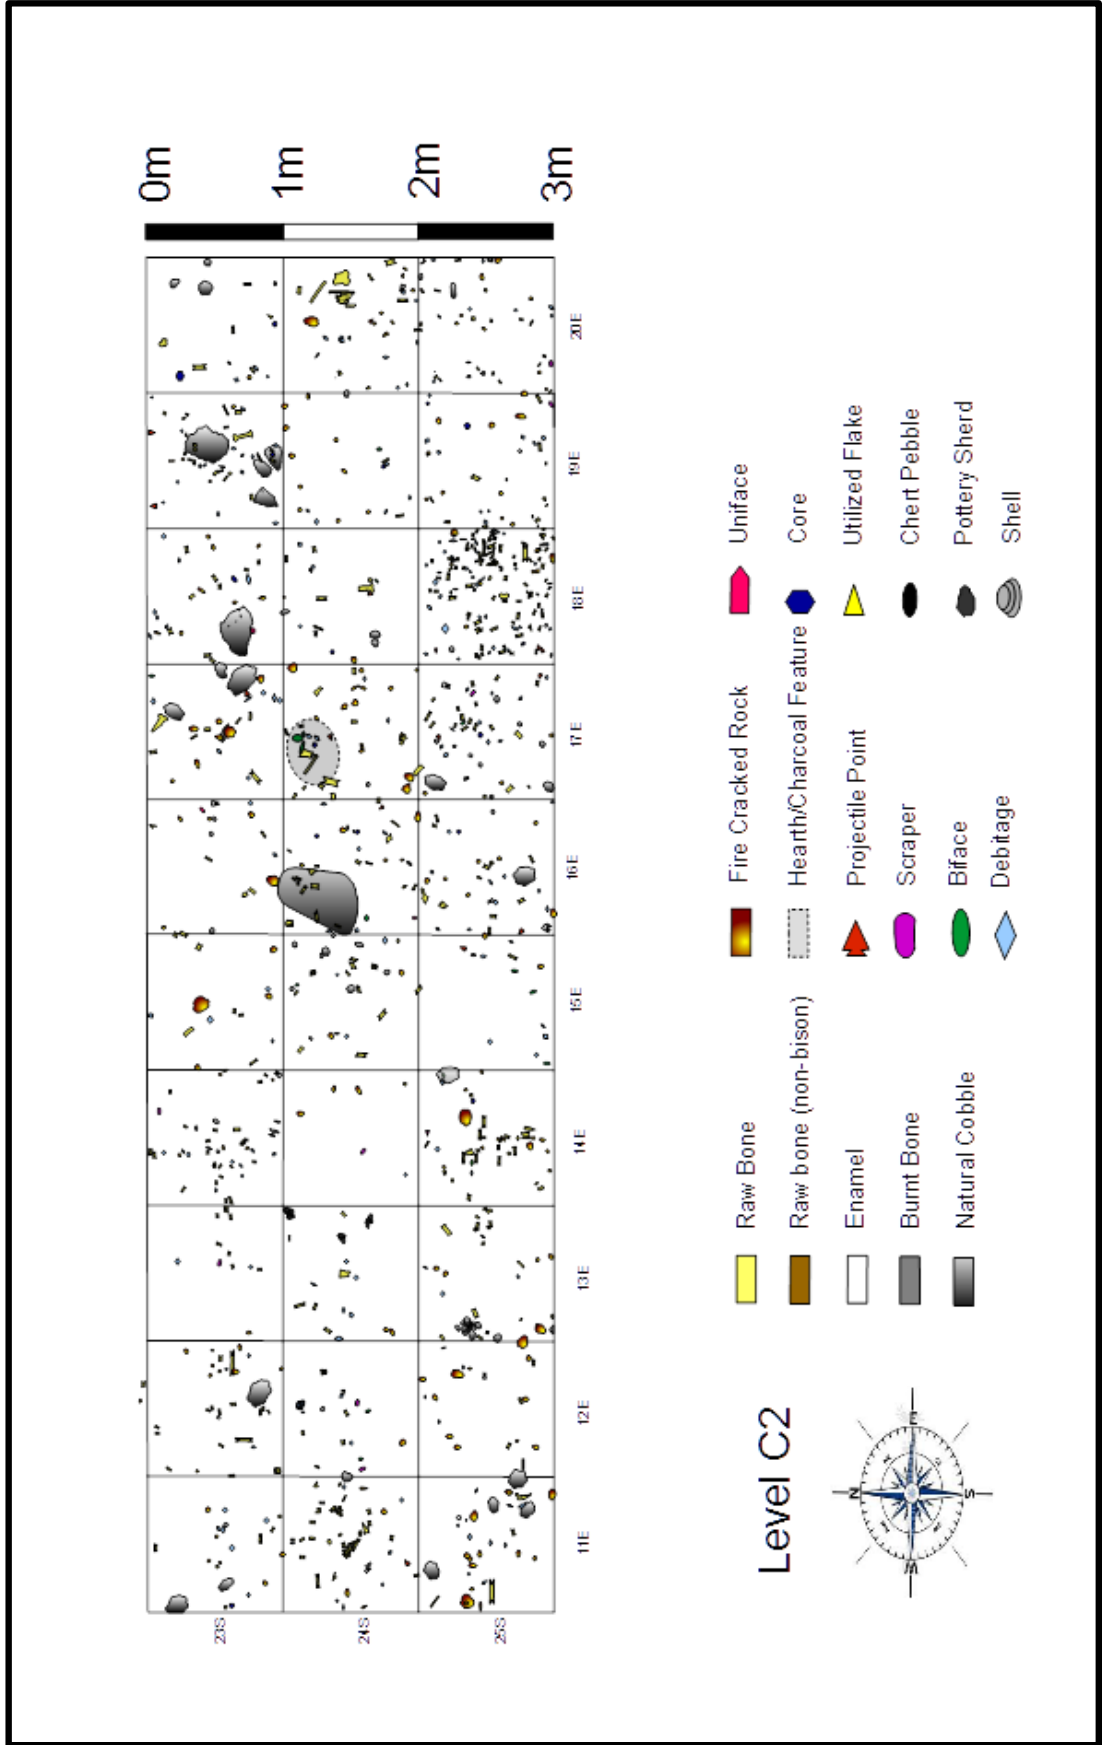 0m
1m
2m
3m
11E
12E
13E
14E
15E
16E
17E
18E
19E
20E
23S
24S
25S
Level C2
N
E
S
W
Raw Bone
Raw bone (non-bison)
Enamel
Burnt Bone
Natural Cobble
Fire Cracked Rock
Hearth/Charcoal Feature
Projectile Point
Scraper
Biface
Debitage
Uniface
Core
Utilized Flake
Chert Pebble
Pottery Sherd
Shell